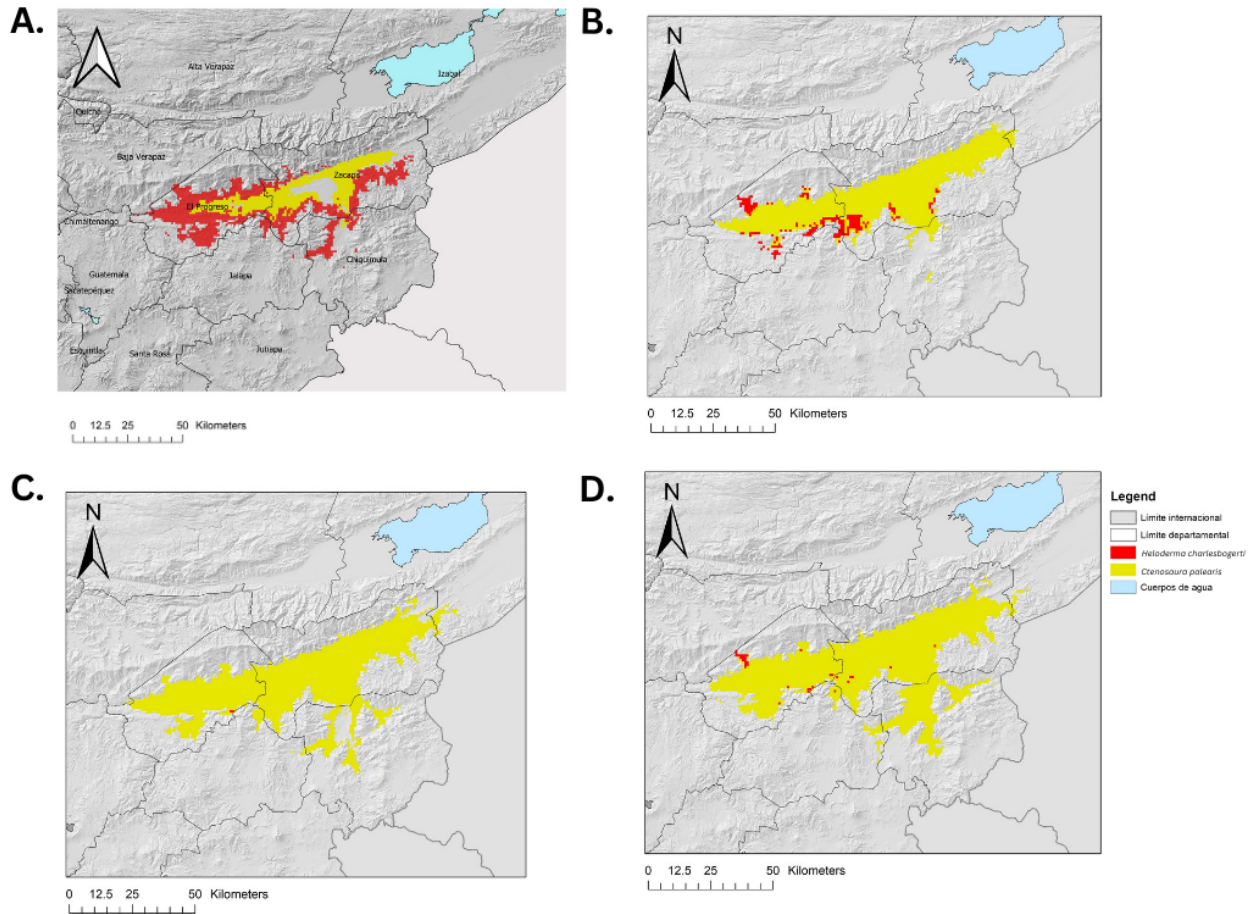 A.
Alta Verapaz
Izabal
Quiché
Baja Verapaz
Zacapa
El Progreso
Chimaltenango
Guatemala
Jalapa
Chiquimula
Sacatepéquez
Escuintla
Santa Rosa
Jutiapa
0 12.5 25 50 Kilometers
B.
N
0 12.5 25 50 Kilometers
C.
N
0 12.5 25 50 Kilometers
D.
N
0 12.5 25 50 Kilometers
Legend
Límite internacional
Límite departamental
Heloderma charlesbogerti
Ctenosaura palearis
Cuerpos de agua